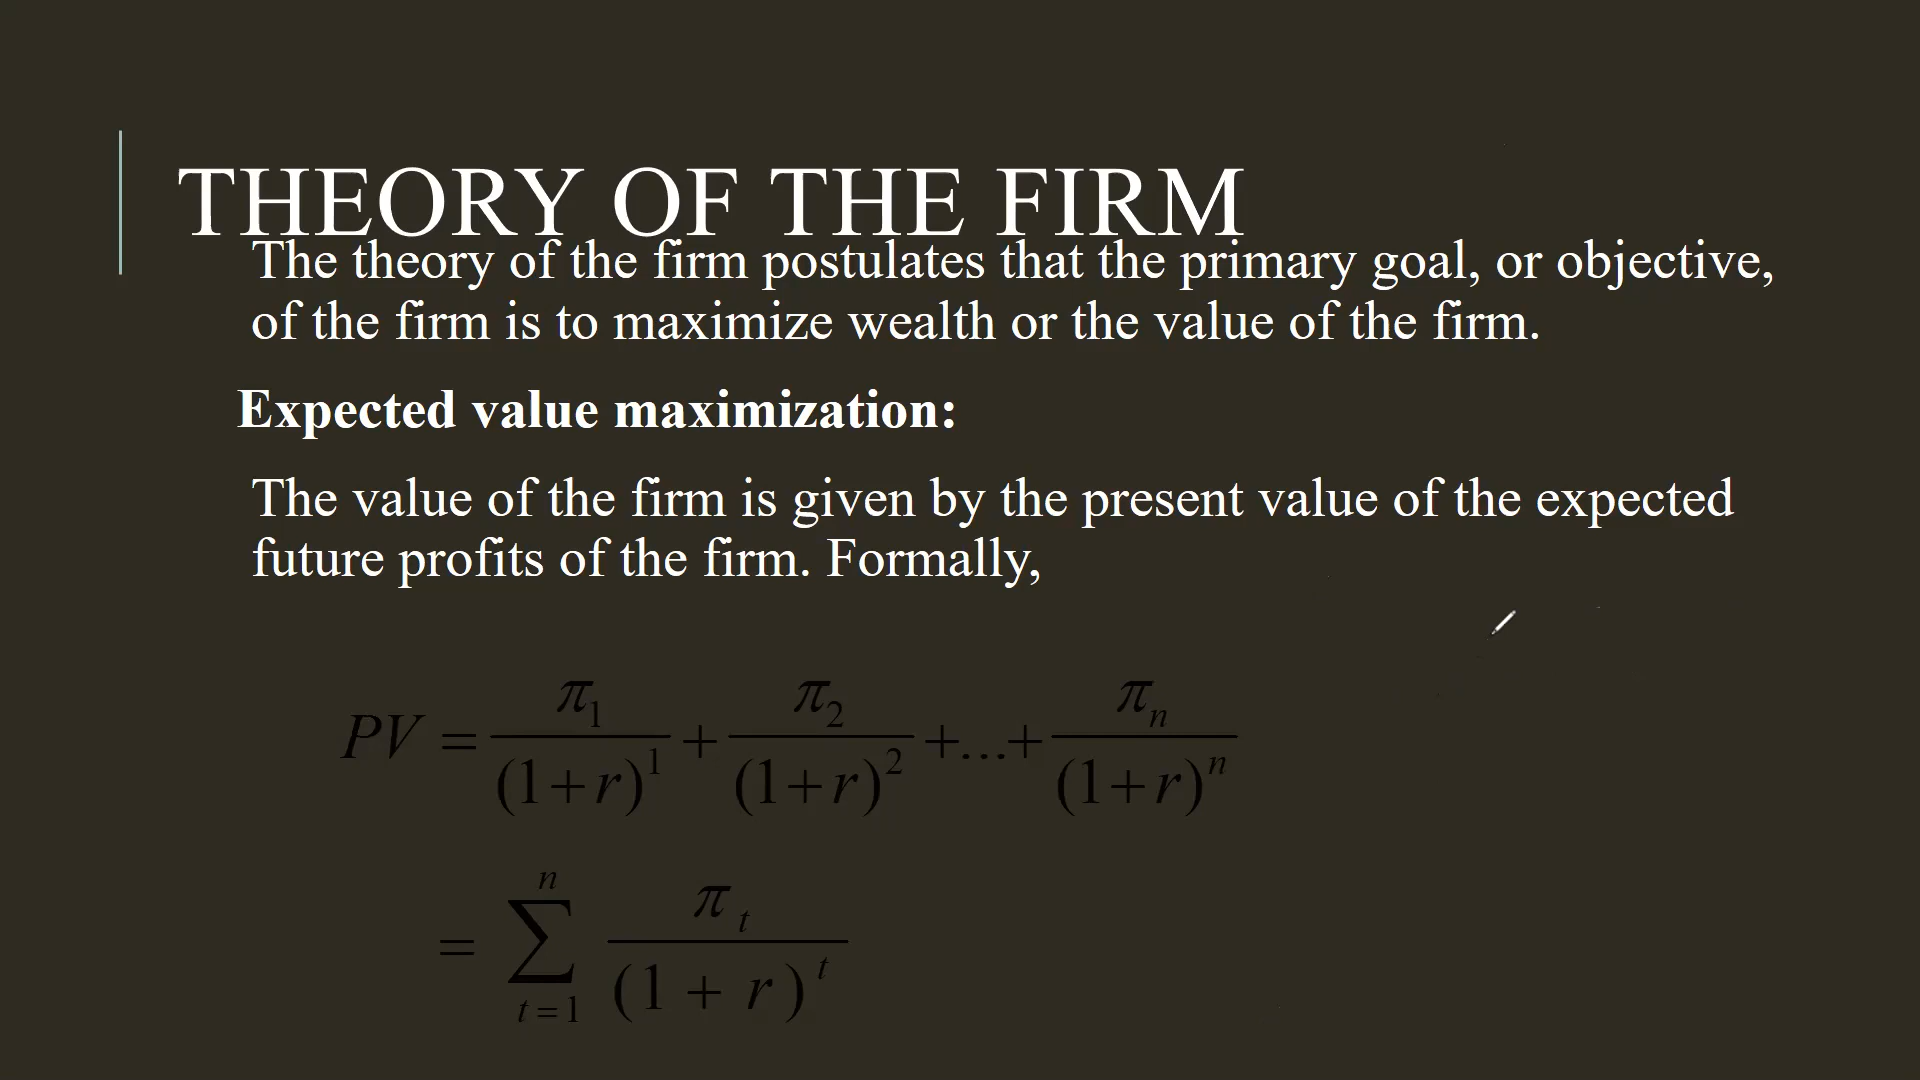 THEORY OF THE FIRM
The theory of the firm postulates that the primary goal, or objective,
of the firm is to maximize wealth or the value of the firm.
Expected value maximization:
The value of the firm is given by the present value of the expected
future profits of the firm. Formally,
PV = π₁/(1+r)¹ + π₂/(1+r)² +...+ πₙ/(1+r)ⁿ
= ∑ₜ₌₁ⁿ πₜ/(1 + r)ᵗ